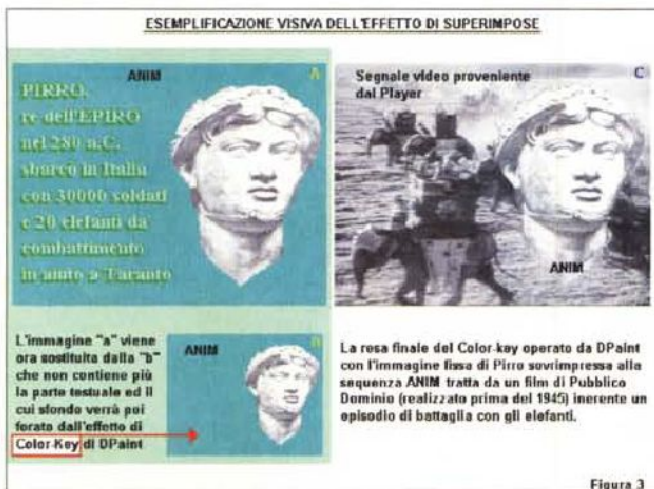 ESEMPLIFICAZIONE VISIVA DELL'EFFETTO DI SUPERIMPOSE
ANIM
A
PIRRO,
re dell'EPIRO
nel 280 a.C.
sbarcò in Italia
con 30000 soldati
e 20 elefanti da
combattimento
in aiuto a Taranto
Segnale video proveniente
dal Player
C
ANIM
L'immagine "a" viene
ora sostituita dalla "b"
che non contiene più
la parte testuale ed il
cui sfondo verrà poi
forato dall'effetto di
Color-Key di DPaint
ANIM
B
La resa finale del Color-key operato da DPaint
con l'immagine fissa di Pirro sovrimpressa alla
sequenza ANIM tratta da un film di Pubblico
Dominio (realizzato prima del 1945) inerente un
episodio di battaglia con gli elefanti.
Figura 3